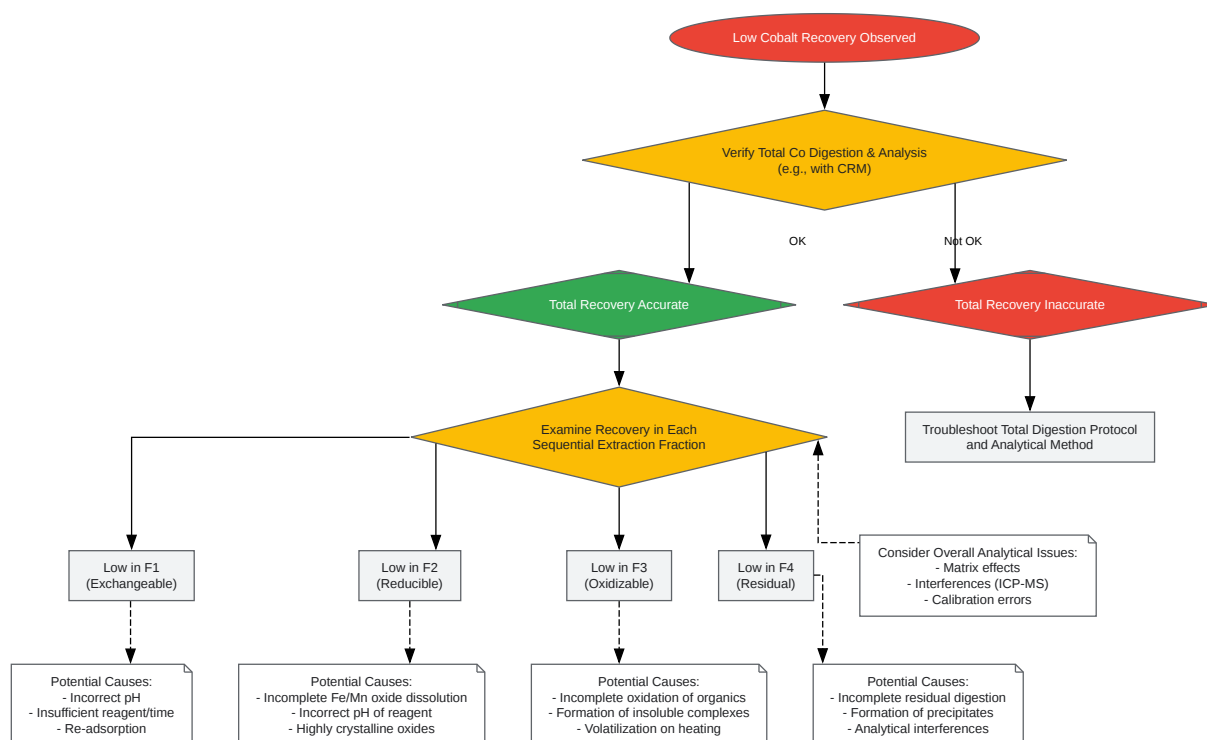 Low Cobalt Recovery Observed
Verify Total Co Digestion & Analysis
(e.g., with CRM)
OK
Not OK
Total Recovery Accurate
Total Recovery Inaccurate
Examine Recovery in Each
Sequential Extraction Fraction
Troubleshoot Total Digestion Protocol
and Analytical Method
Low in F1
(Exchangeable)
Low in F2
(Reducible)
Low in F3
(Oxidizable)
Low in F4
(Residual)
Consider Overall Analytical Issues:
- Matrix effects
- Interferences (ICP-MS)
- Calibration errors
Potential Causes:
- Incorrect pH
- Insufficient reagent/time
- Re-adsorption
Potential Causes:
- Incomplete Fe/Mn oxide dissolution
- Incorrect pH of reagent
- Highly crystalline oxides
Potential Causes:
- Incomplete oxidation of organics
- Formation of insoluble complexes
- Volatilization on heating
Potential Causes:
- Incomplete residual digestion
- Formation of precipitates
- Analytical interferences